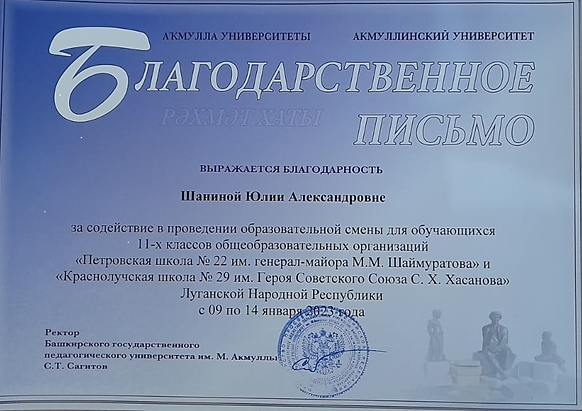 АҠМУЛЛА УНИВЕРСИТЕТЫ АКМУЛЛИНСКИЙ УНИВЕРСИТЕТ
БЛАГОДАРСТВЕННОЕ
РӘХМӘТ ХАТЫ ПИСЬМО
ВЫРАЖАЕТСЯ БЛАГОДАРНОСТЬ
Шаниной Юлии Александровне
за содействие в проведении образовательной смены для обучающихся
11-х классов общеобразовательных организаций
«Петровская школа № 22 им. генерал-майора М.М. Шаймуратова» и
«Краснолучская школа № 29 им. Героя Советского Союза С. Х. Хасанова»
Луганской Народной Республики
с 09 по 14 января 2023 года
Ректор
Башкирского государственного
педагогического университета им. М. Акмуллы
С.Т. Сагитов